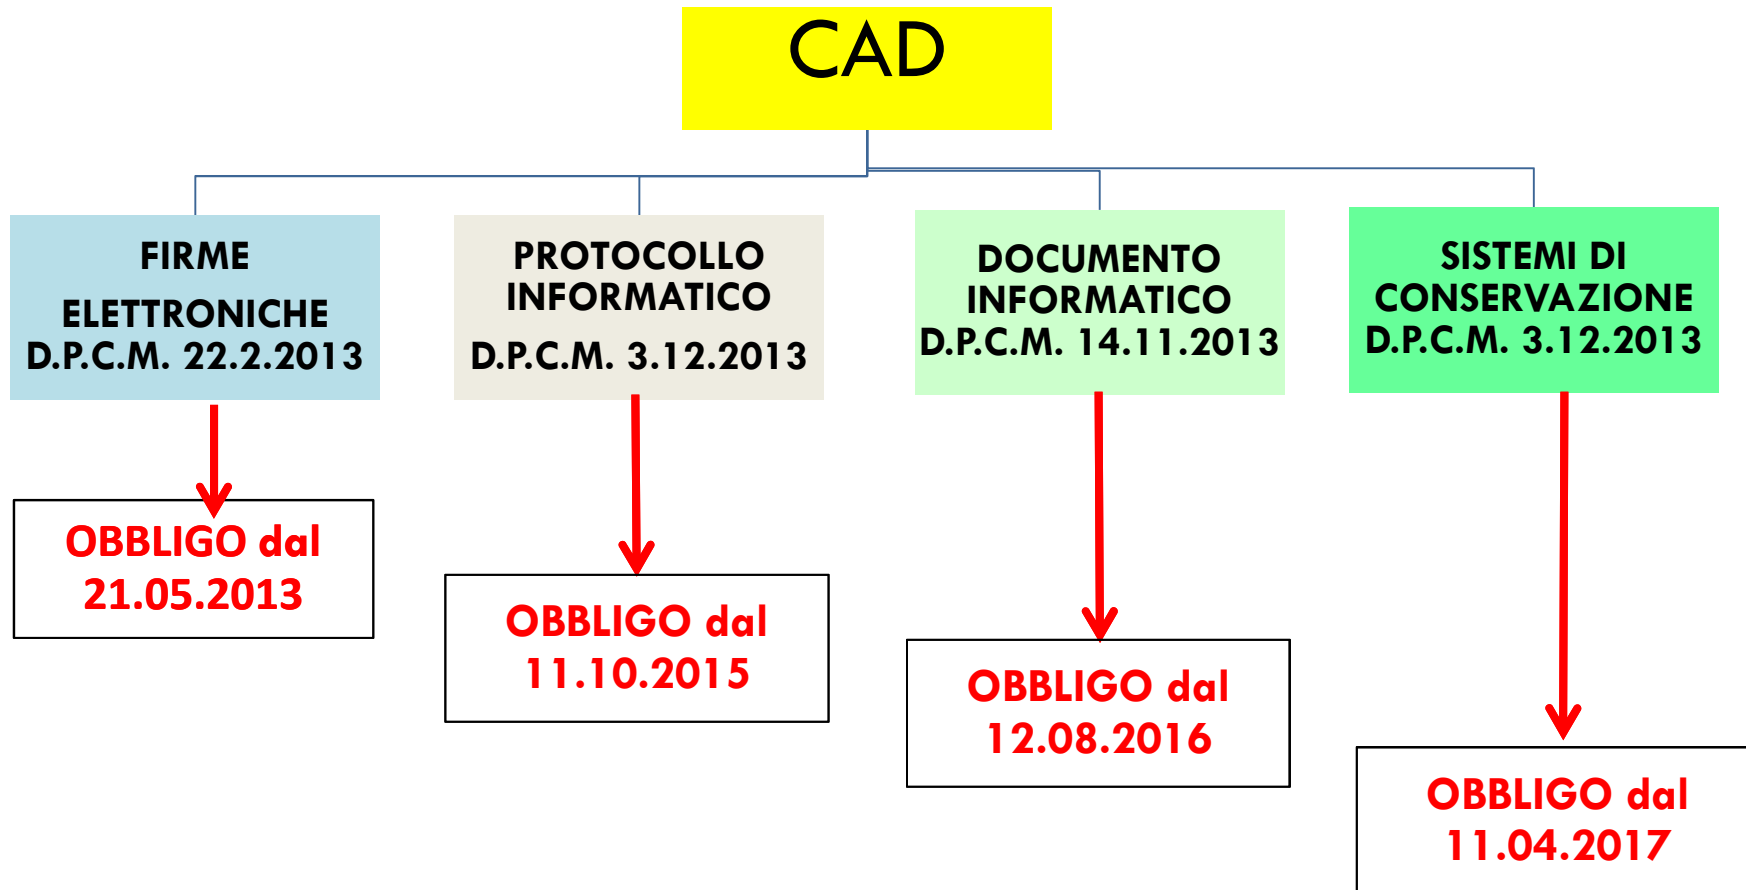 CAD
FIRME
ELETTRONICHE
D.P.C.M. 22.2.2013
PROTOCOLLO
INFORMATICO
D.P.C.M. 3.12.2013
DOCUMENTO
INFORMATICO
D.P.C.M. 14.11.2013
SISTEMI DI
CONSERVAZIONE
D.P.C.M. 3.12.2013
OBBLIGO dal
21.05.2013
OBBLIGO dal
11.10.2015
OBBLIGO dal
12.08.2016
OBBLIGO dal
11.04.2017